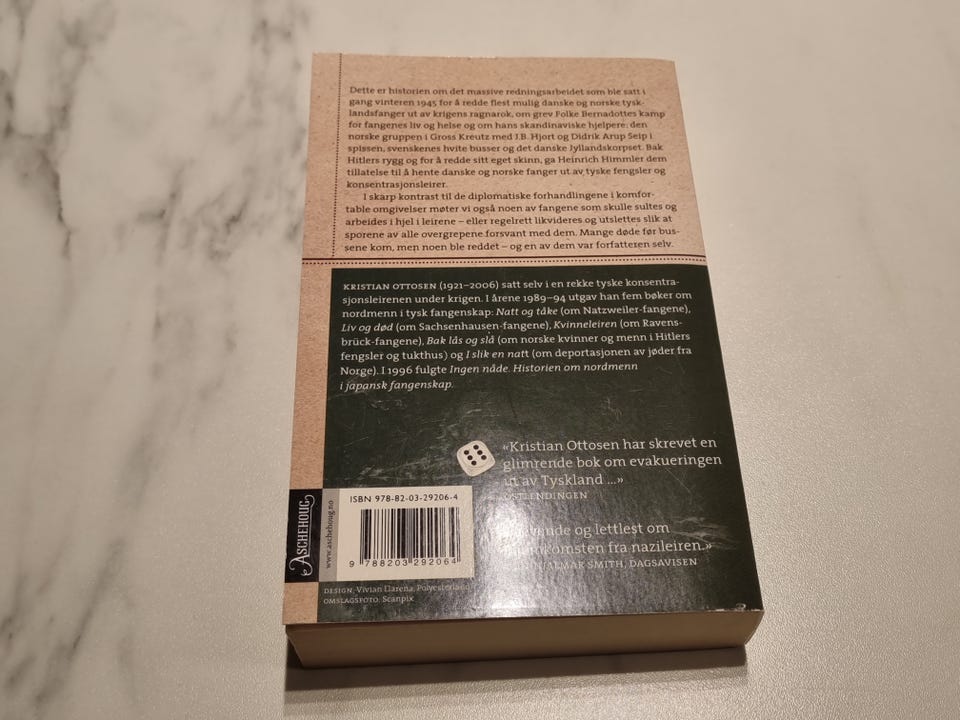 Dette er historien om det massive redningsarbeidet som ble satt i
gang vinteren 1945 for å redde flest mulig danske og norske tysk-
landsfanger ut av krigens ragnarok, om grev Folke Bernadottes kamp
for fangenes liv og helse og om hans skandinaviske hjelpere: den
norske gruppen i Gross Kreutz med J.B. Hjort og Didrik Arup Seip i
spissen, svenskenes hvite busser og det danske Jyllandskorpset. Bak
Hitlers rygg og for å redde sitt eget skinn, ga Heinrich Himmler dem
tillatelse til å hente danske og norske fanger ut av tyske fengsler og
konsentrasjonsleirer.
I skarp kontrast til de diplomatiske forhandlingene i komfor-
table omgivelser møter vi også noen av fangene som skulle sultes og
arbeides i hjel i leirene – eller regelrett likvideres og utslettes slik at
sporene av alle overgrepene forsvant med dem. Mange døde før bus-
sene kom, men noen ble reddet – og en av dem var forfatteren selv.
KRISTIAN OTTOSEN (1921–2006) satt selv i en rekke tyske konsentra-
sjonsleirenen under krigen. I årene 1989–94 utgav han fem bøker om
nordmenn i tysk fangenskap: Natt og tåke (om Natzweiler-fangene),
Liv og død (om Sachsenhausen-fangene), Kvinneleiren (om Ravens-
brück-fangene), Bak lås og slå (om norske kvinner og menn i Hitlers
fengsler og tukthus) og I slik en natt (om deportasjonen av jøder fra
Norge). I 1996 fulgte Ingen nåde. Historien om nordmenn
i japansk fangenskap.
«Kristian Ottosen har skrevet en
glimrende bok om evakueringen
ut av Tyskland ...»
ØSTLENDINGEN
og lettlest om
fra nazileiren.»
SMITH, DAGSAVISEN
ISBN 978-82-03-29206-4
9 788203 292064
ASCHEHOUG
www.aschehoug.no
DESIGN: Vivian Llarena, Polyesterland
OMSLAGSFOTO: Scanpix